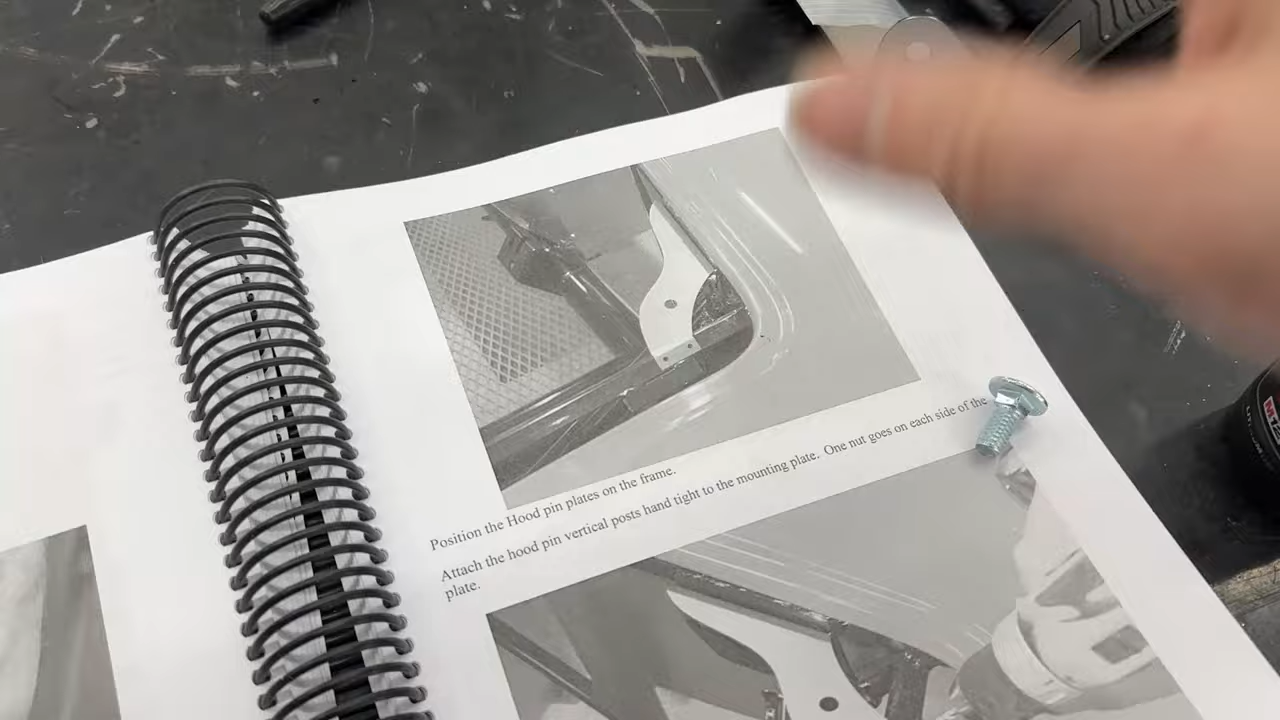 Position the Hood pin plates on the frame.
Attach the hood pin vertical posts hand tight to the mounting plate. One nut goes on each side of the
plate.